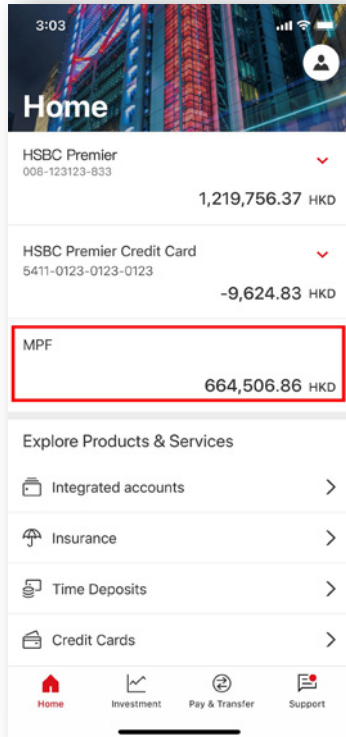 3:03
Home
HSBC Premier
008-123123-833
1,219,756.37 HKD
HSBC Premier Credit Card
5411-0123-0123-0123
-9,624.83 HKD
MPF
664,506.86 HKD
Explore Products & Services
Integrated accounts
Insurance
Time Deposits
Credit Cards
Home Investment Pay & Transfer Support